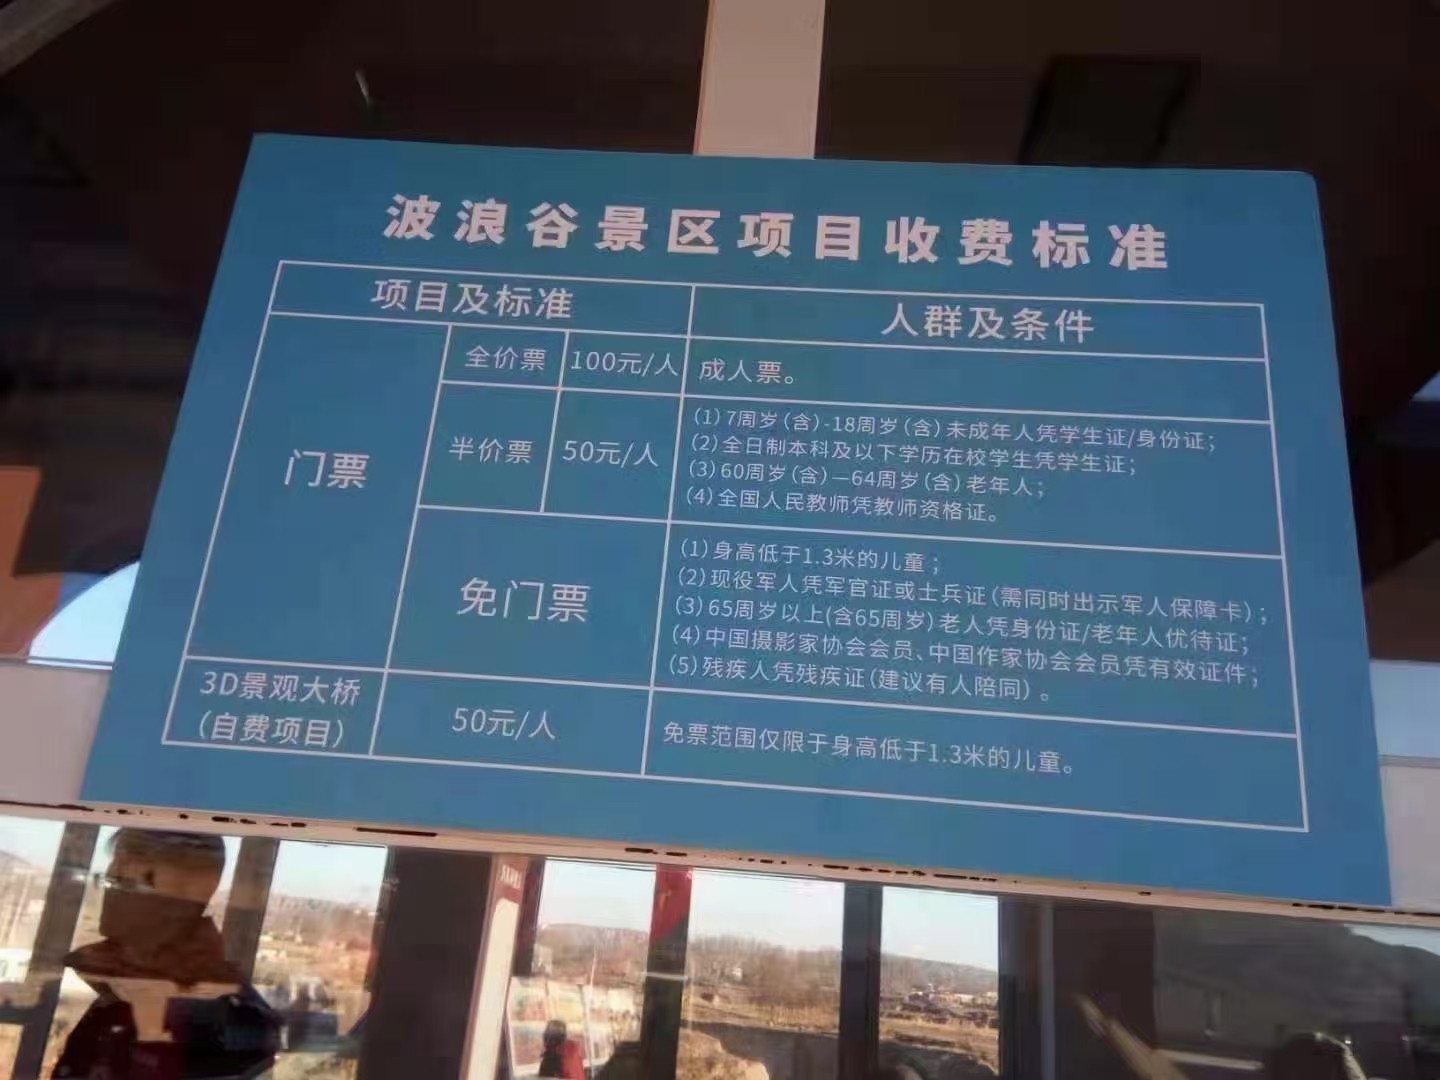 波浪谷景区项目收费标准
项目及标准
人群及条件
门票
全价票
100元/人
成人票。
半价票
50元/人
(1)7周岁(含)-18周岁(含)未成年人凭学生证/身份证；
(2)全日制本科及以下学历在校学生凭学生证；
(3)60周岁(含)—64周岁(含)老年人；
(4)全国人民教师凭教师资格证。
免门票
(1)身高低于1.3米的儿童；
(2)现役军人凭军官证或士兵证(需同时出示军人保障卡)；
(3)65周岁以上(含65周岁)老人凭身份证/老年人优待证；
(4)中国摄影家协会会员、中国作家协会会员凭有效证件；
(5)残疾人凭残疾证(建议有人陪同)。
3D景观大桥
(自费项目)
50元/人
免票范围仅限于身高低于1.3米的儿童。